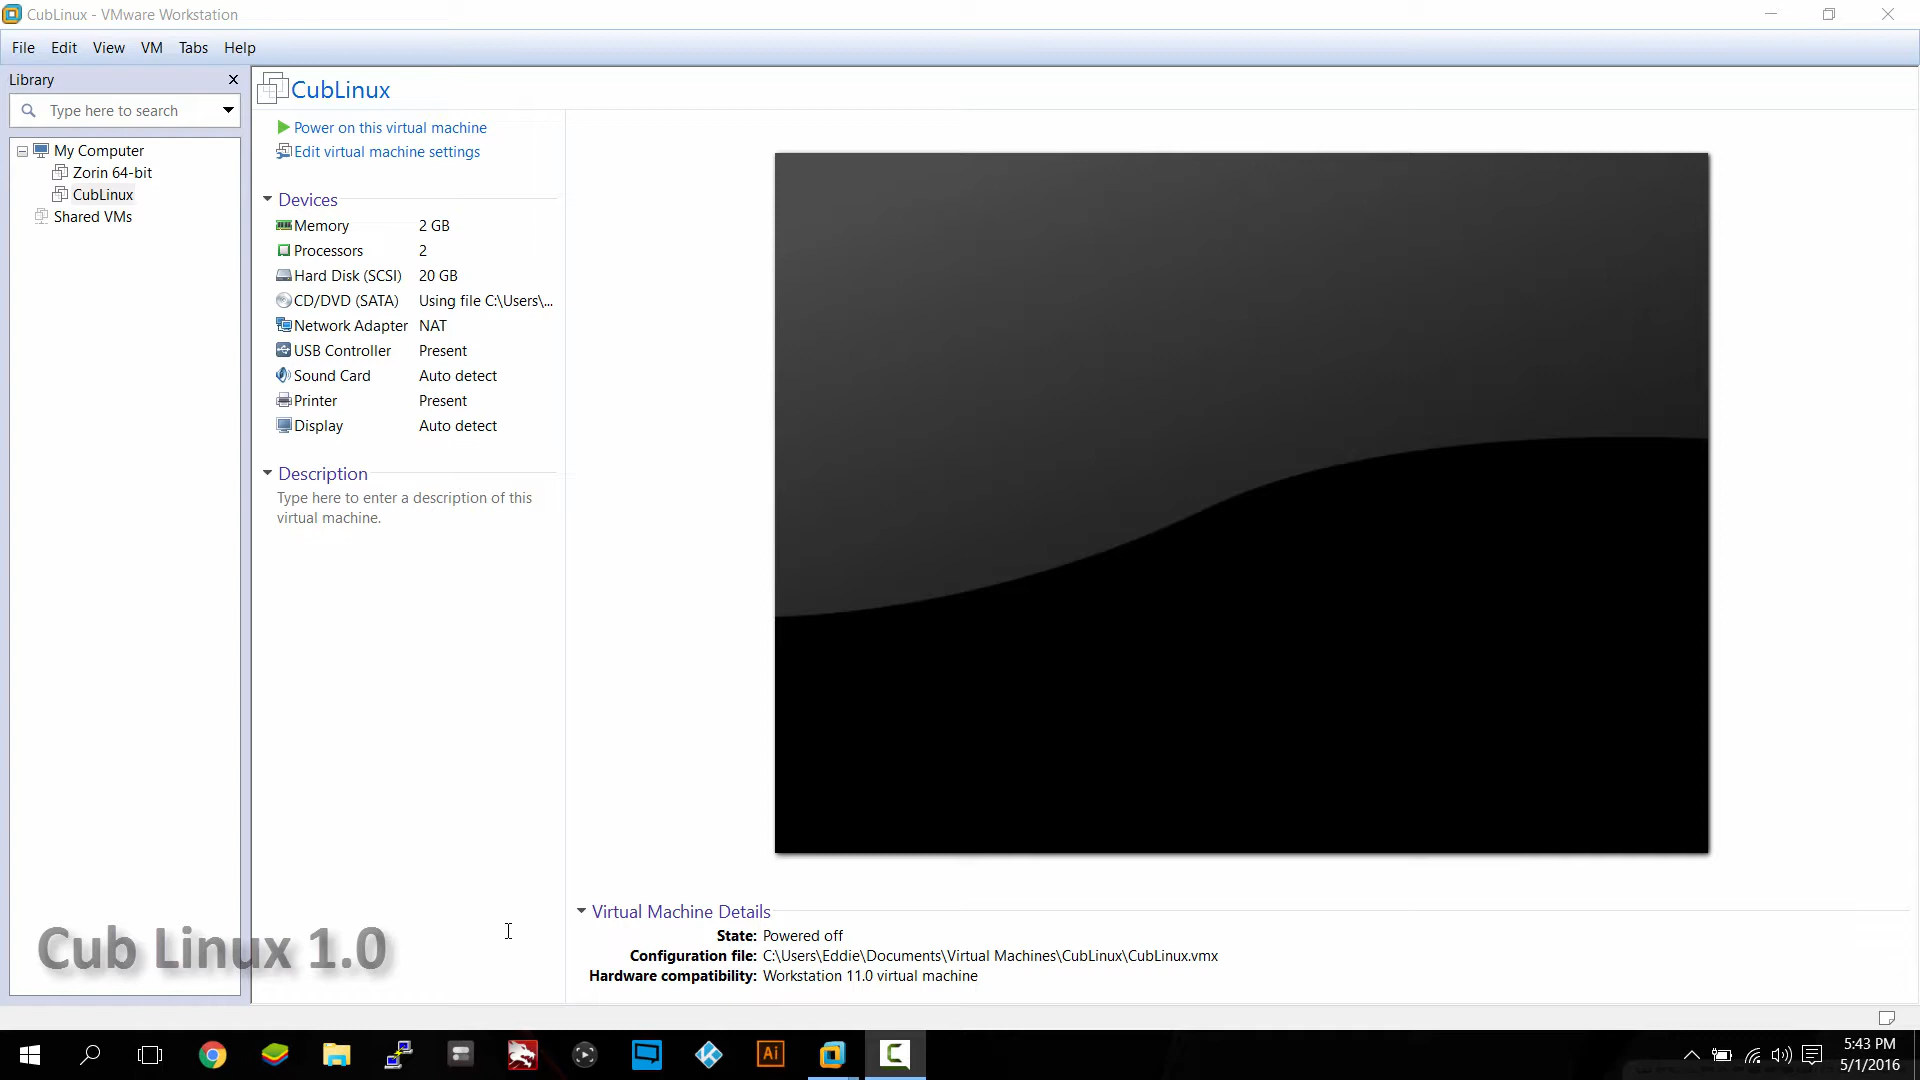 CubLinux - VMware Workstation
File Edit View VM Tabs Help
Library
Type here to search
My Computer
Zorin 64-bit
CubLinux
Shared VMs
CubLinux
Power on this virtual machine
Edit virtual machine settings
Devices
Memory 2 GB
Processors 2
Hard Disk (SCSI) 20 GB
CD/DVD (SATA) Using file C:\Users\...
Network Adapter NAT
USB Controller Present
Sound Card Auto detect
Printer Present
Display Auto detect
Description
Type here to enter a description of this
virtual machine.
Virtual Machine Details
State: Powered off
Configuration file: C:\Users\Eddie\Documents\Virtual Machines\CubLinux\CubLinux.vmx
Hardware compatibility: Workstation 11.0 virtual machine
Cub Linux 1.0
Ai
5:43 PM
5/1/2016